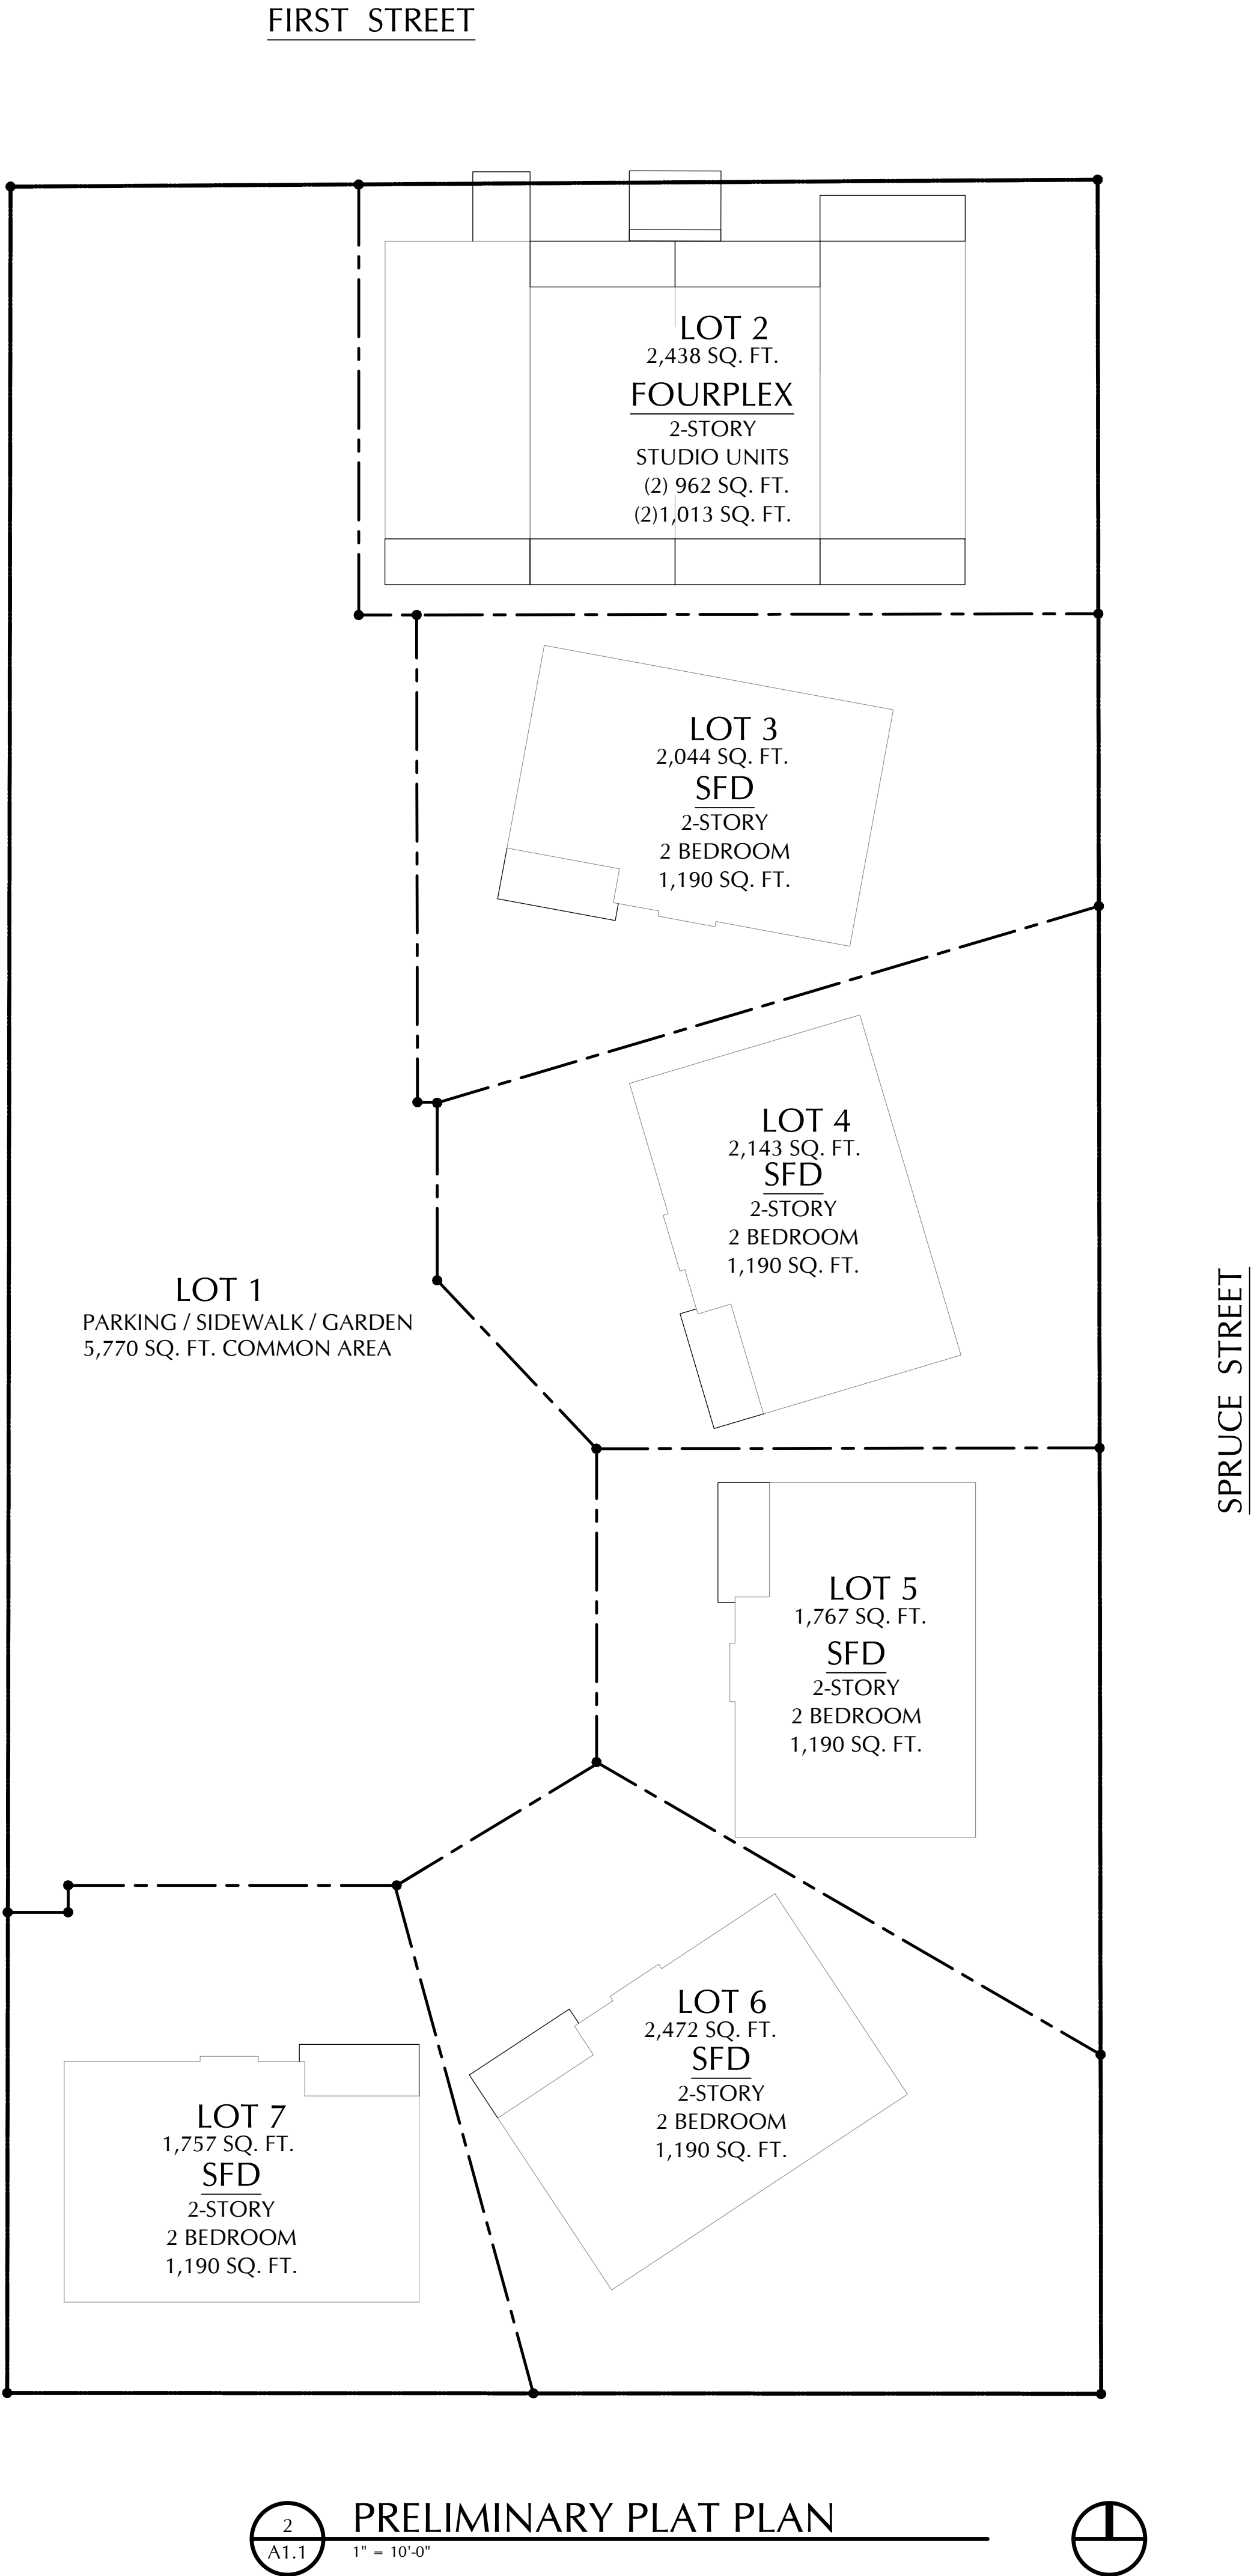 FIRST STREET
LOT 2
2,438 SQ. FT.
FOURPLEX
2-STORY
STUDIO UNITS
(2) 962 SQ. FT.
(2)1,013 SQ. FT.
LOT 3
2,044 SQ. FT.
SFD
2-STORY
2 BEDROOM
1,190 SQ. FT.
LOT 4
2,143 SQ. FT.
SFD
2-STORY
2 BEDROOM
1,190 SQ. FT.
LOT 1
PARKING / SIDEWALK / GARDEN
5,770 SQ. FT. COMMON AREA
SPRUCE STREET
LOT 5
1,767 SQ. FT.
SFD
2-STORY
2 BEDROOM
1,190 SQ. FT.
LOT 6
2,472 SQ. FT.
SFD
2-STORY
2 BEDROOM
1,190 SQ. FT.
LOT 7
1,757 SQ. FT.
SFD
2-STORY
2 BEDROOM
1,190 SQ. FT.
2
A1.1
PRELIMINARY PLAT PLAN
1" = 10'-0"